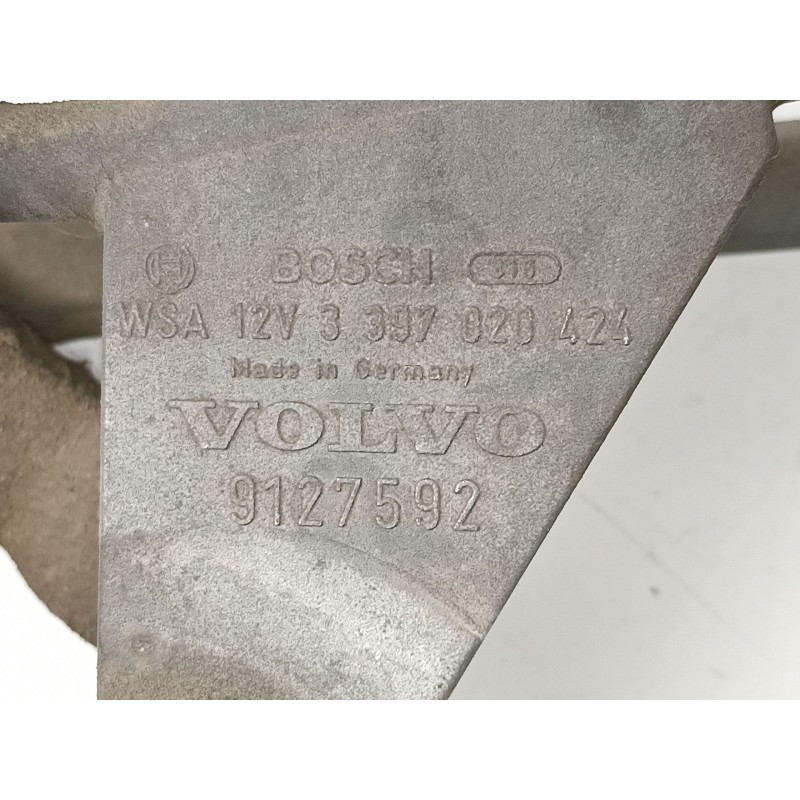 BOSCH
WSA 12V 3 397 020 424
Made in Germany
VOLVO
9127592